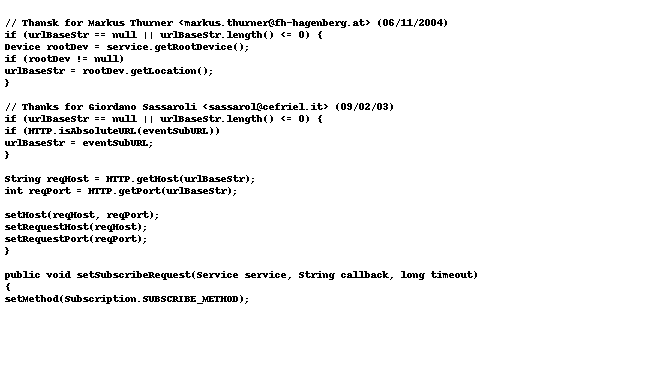 // Thansk for Markus Thurner <markus.thurner@fh-hagenberg.at> (06/11/2004)
if (urlBaseStr == null || urlBaseStr.length() <= 0) {
Device rootDev = service.getRootDevice();
if (rootDev != null)
urlBaseStr = rootDev.getLocation();
}

// Thanks for Giordano Sassaroli <sassarol@cefriel.it> (09/02/03)
if (urlBaseStr == null || urlBaseStr.length() <= 0) {
if (HTTP.isAbsoluteURL(eventSubURL))
urlBaseStr = eventSubURL;
}

String reqHost = HTTP.getHost(urlBaseStr);
int reqPort = HTTP.getPort(urlBaseStr);

setHost(reqHost, reqPort);
setRequestHost(reqHost);
setRequestPort(reqPort);
}

public void setSubscribeRequest(Service service, String callback, long timeout)
{
setMethod(Subscription.SUBSCRIBE_METHOD);